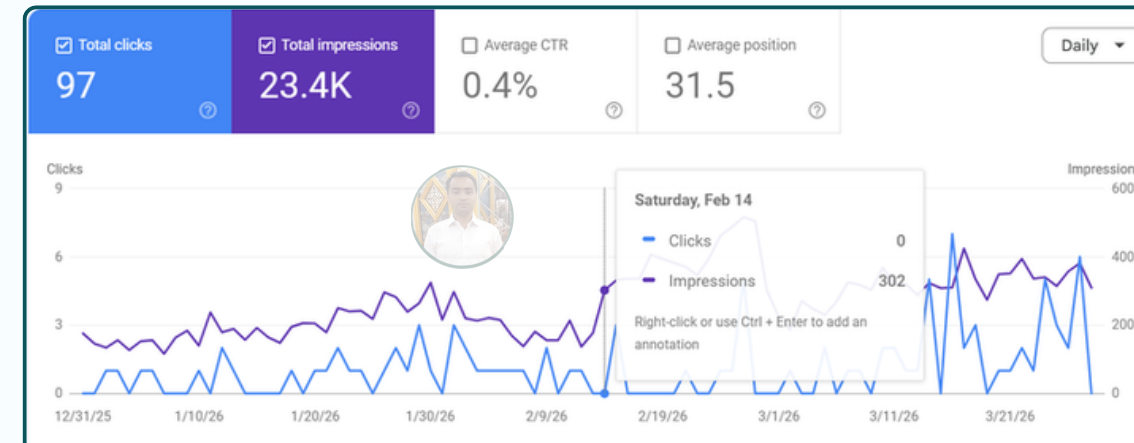 Total clicks
97
Total impressions
23.4K
Average CTR
0.4%
Average position
31.5
Daily
Clicks
Impression
9
6
3
0
600
400
200
0
Saturday, Feb 14
Clicks 0
Impressions 302
Right-click or use Ctrl + Enter to add an
annotation
12/31/25 1/10/26 1/20/26 1/30/26 2/9/26 2/19/26 3/1/26 3/11/26 3/21/26